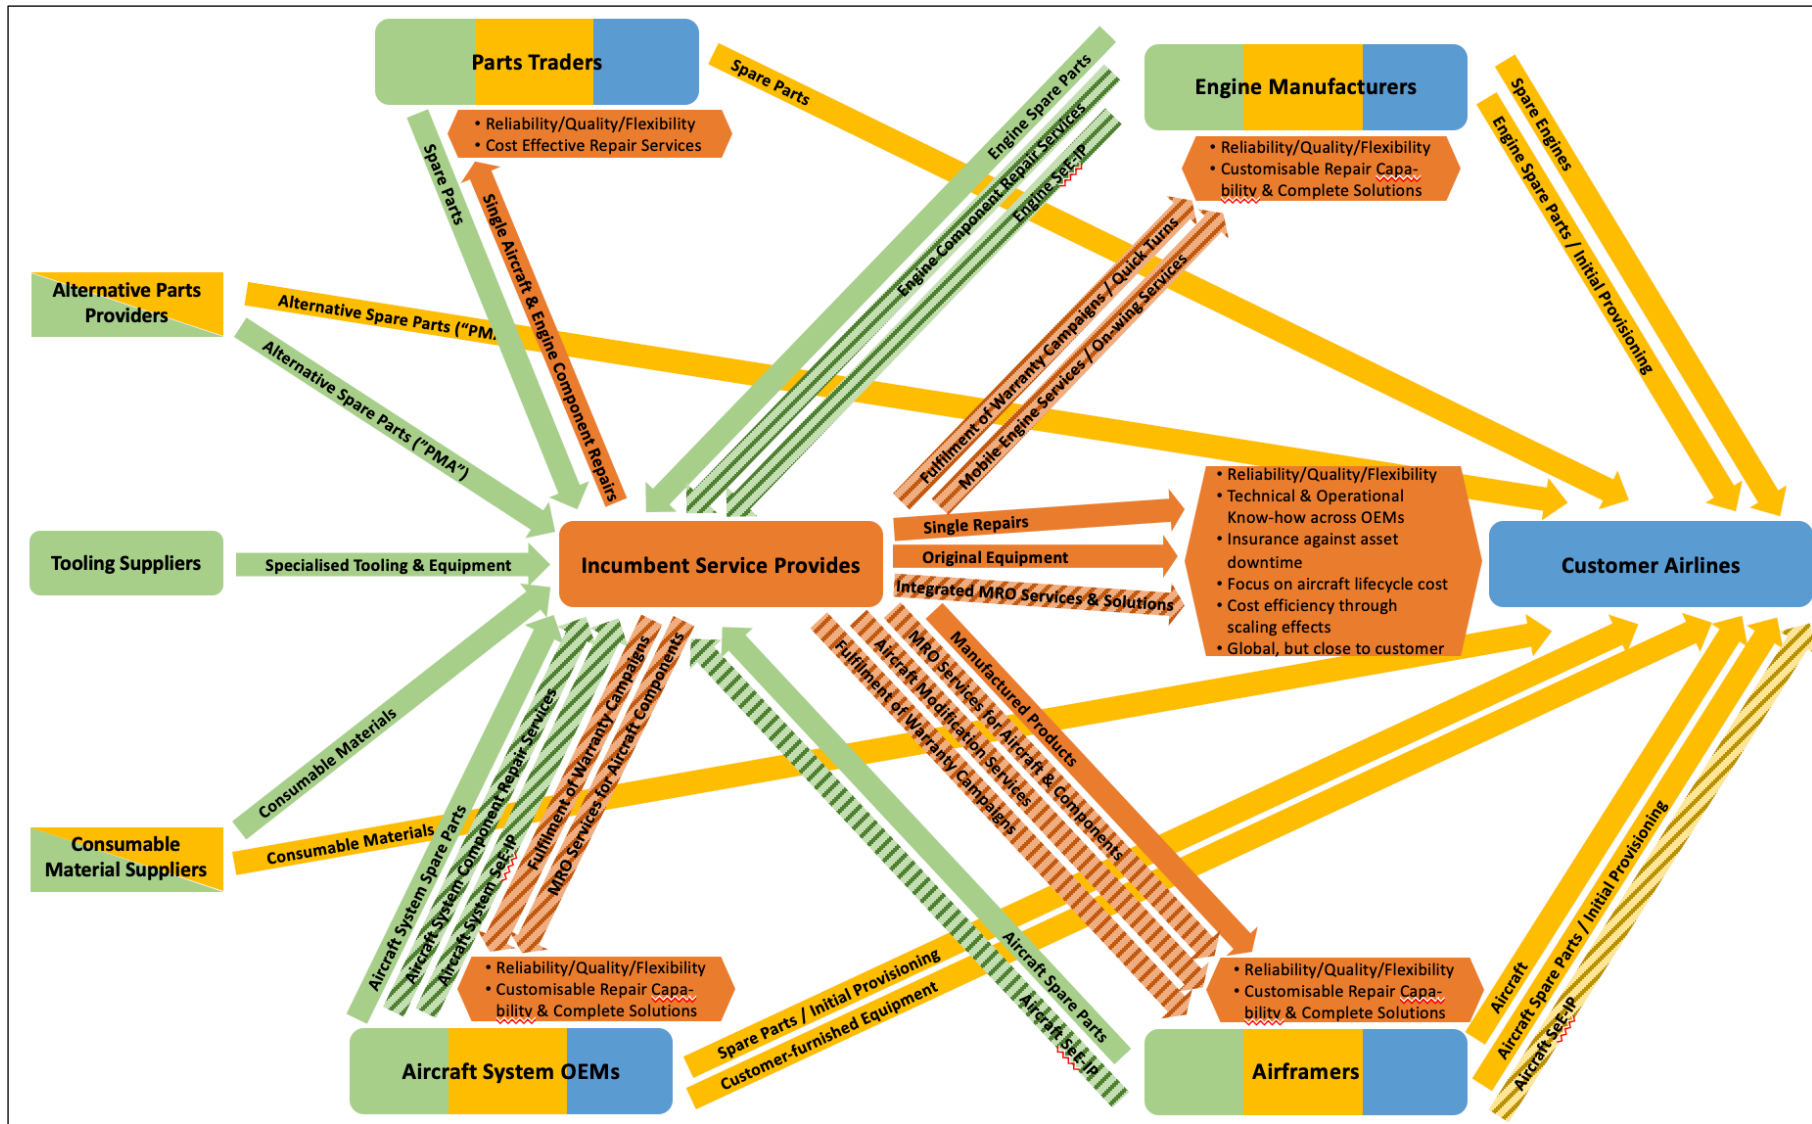 Parts Traders
• Reliability/Quality/Flexibility
• Cost Effective Repair Services
Spare Parts
Spare Parts
Single Aircraft & Engine Component Repairs
Engine Spare Parts
Engine Component Repair Services
Engine SeE-IP
Engine Manufacturers
• Reliability/Quality/Flexibility
• Customisable Repair Capa-
bility & Complete Solutions
Spare Engines
Engine Spare Parts / Initial Provisioning
Fulfilment of Warranty Campaigns / Quick Turns
Mobile Engine Services / On-wing Services
Alternative Parts
Providers
Alternative Spare Parts (“PM
Alternative Spare Parts (”PMA”)
Tooling Suppliers
Specialised Tooling & Equipment
Incumbent Service Provides
Single Repairs
Original Equipment
Integrated MRO Services & Solutions
• Reliability/Quality/Flexibility
• Technical & Operational
Know-how across OEMs
• Insurance against asset
downtime
• Focus on aircraft lifecycle cost
• Cost efficiency through
scaling effects
• Global, but close to customer
Customer Airlines
Consumable
Material Suppliers
Consumable Materials
Consumable Materials
Aircraft System Spare Parts
Aircraft System Component Repair Services
Aircraft System SeE-IP
Fulfilment of Warranty Campaigns
MRO Services for Aircraft Components
• Reliability/Quality/Flexibility
• Customisable Repair Capa-
bility & Complete Solutions
Aircraft System OEMs
Spare Parts / Initial Provisioning
Customer-furnished Equipment
Manufactured Products
MRO Services for Aircraft & Components
Aircraft Modification Services
Fulfilment of Warranty Campaigns
Aircraft Spare Parts
Aircraft SeE-IP
• Reliability/Quality/Flexibility
• Customisable Repair Capa-
bility & Complete Solutions
Airframers
Aircraft
Aircraft Spare Parts / Initial Provisioning
Aircraft SeE-IP